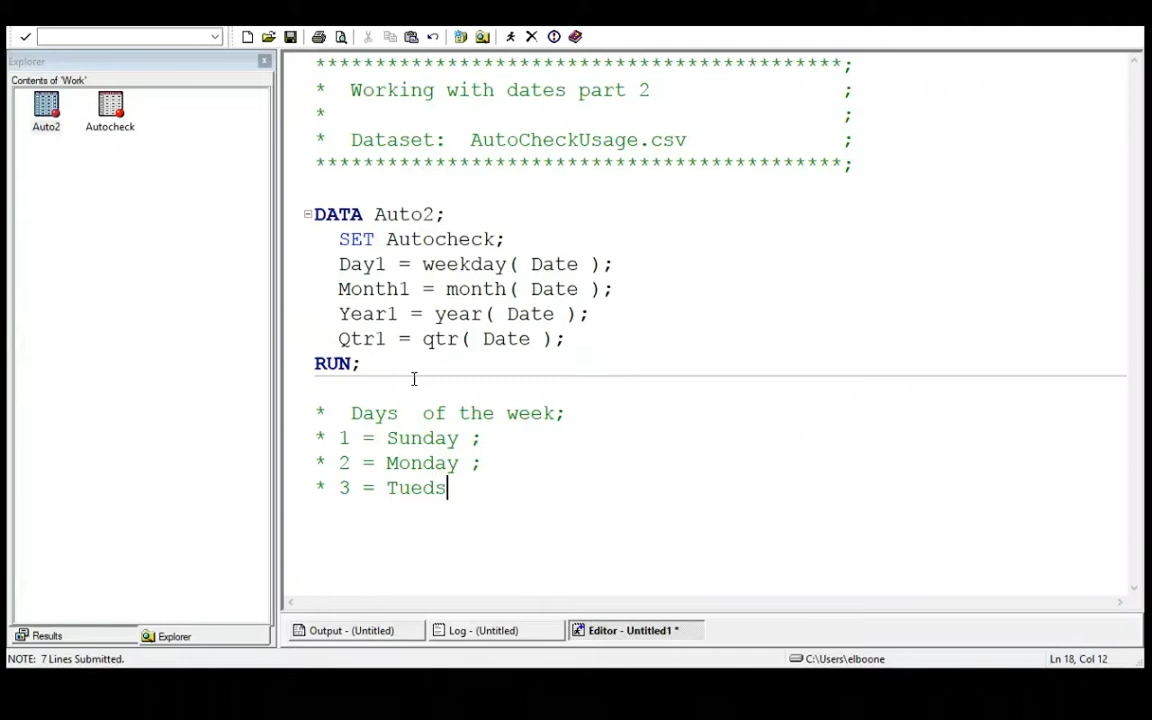 Explorer
Contents of 'Work'
Auto2
Autocheck
********************************************;
* Working with dates part 2 ;
* ;
* Dataset: AutoCheckUsage.csv ;
********************************************;
DATA Auto2;
SET Autocheck;
Day1 = weekday( Date );
Month1 = month( Date );
Year1 = year( Date );
Qtr1 = qtr( Date );
RUN;
* Days of the week;
* 1 = Sunday ;
* 2 = Monday ;
* 3 = Tueds
Results
Explorer
Output - (Untitled)
Log - (Untitled)
Editor - Untitled1 *
NOTE: 7 Lines Submitted.
C:\Users\elboone
Ln 18, Col 12